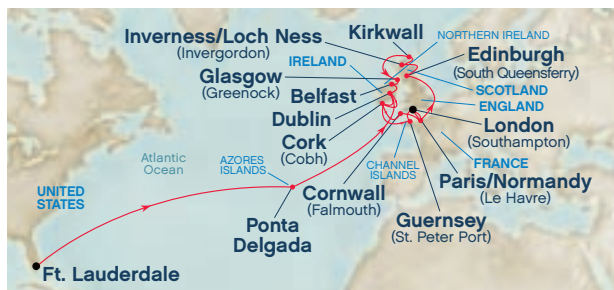 Kirkwall
Inverness/Loch Ness
(Invergordon)
NORTHERN IRELAND
IRELAND
Edinburgh
(South Queensferry)
Glasgow
(Greenock)
SCOTLAND
Belfast
ENGLAND
Dublin
London
(Southampton)
Cork
(Cobh)
Atlantic
Ocean
AZORES
ISLANDS
CHANNEL
ISLANDS
FRANCE
Paris/Normandy
(Le Havre)
UNITED
STATES
Cornwall
(Falmouth)
Guernsey
(St. Peter Port)
Ponta
Delgada
Ft. Lauderdale